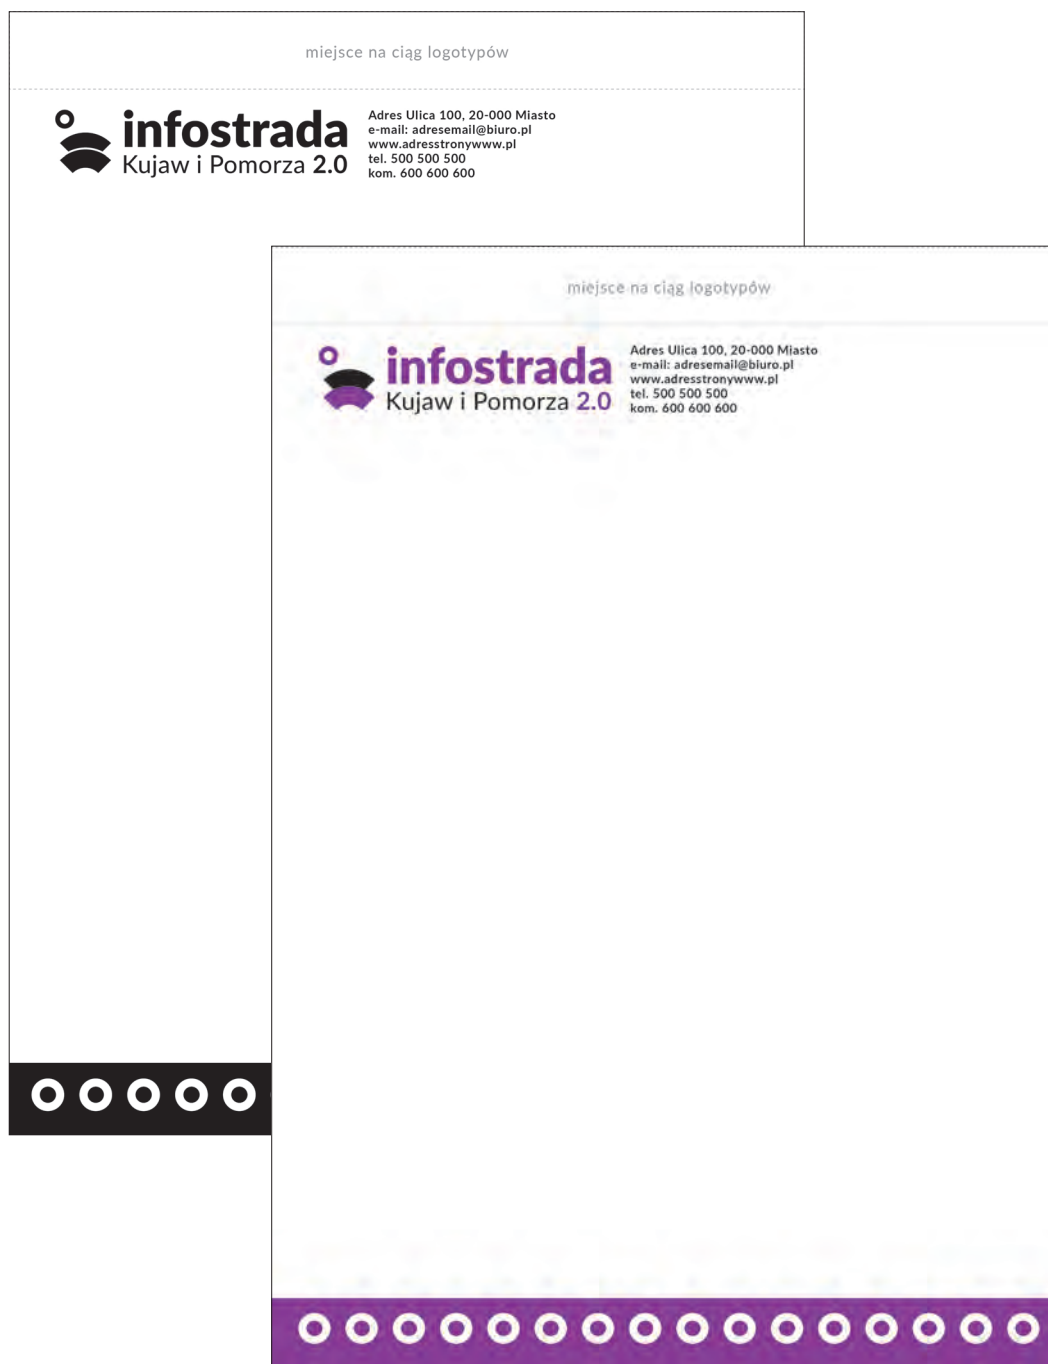 miejsce na ciąg logotypów
infostrada
Kujaw i Pomorza 2.0
Adres Ulica 100, 20-000 Miasto
e-mail: adresemail@biuro.pl
www.adresstronywww.pl
tel. 500 500 500
kom. 600 600 600
miejsce na ciąg logotypów
infostrada
Kujaw i Pomorza 2.0
Adres Ulica 100, 20-000 Miasto
e-mail: adresemail@biuro.pl
www.adresstronywww.pl
tel. 500 500 500
kom. 600 600 600